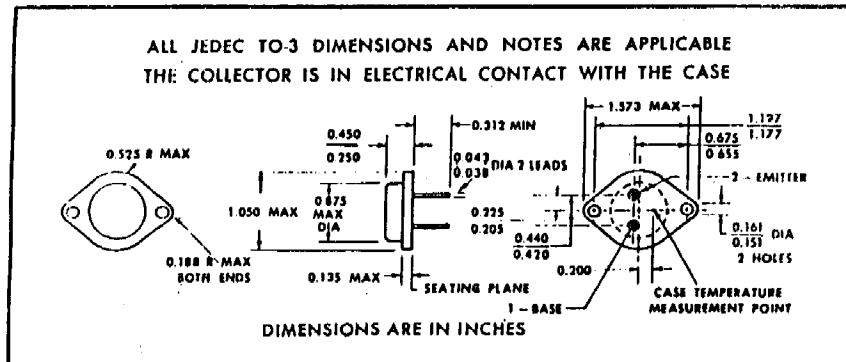 ALL JEDEC TO-3 DIMENSIONS AND NOTES ARE APPLICABLE
THE COLLECTOR IS IN ELECTRICAL CONTACT WITH THE CASE
0.525 R MAX
0.188 R MAX
BOTH ENDS
0.450
0.250
0.312 MIN
0.043
0.038
DIA 2 LEADS
1.050 MAX
0.875
MAX
DIA
0.135 MAX
SEATING PLANE
1.573 MAX
1.197
1.177
0.675
0.655
2 - EMITTER
0.225
0.205
0.440
0.420
0.161
0.151
DIA
2 HOLES
0.200
1 - BASE
CASE TEMPERATURE
MEASUREMENT POINT
DIMENSIONS ARE IN INCHES